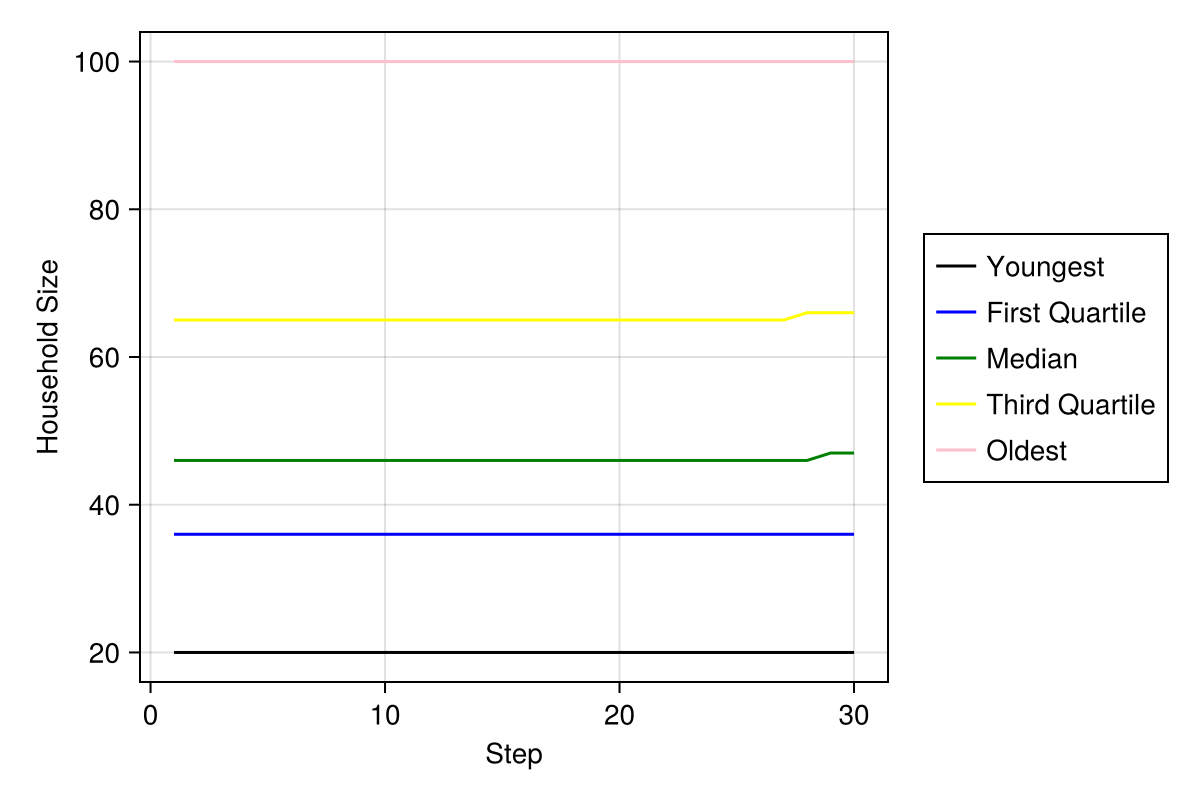 100
80
60
40
20
Household Size
0 10 20 30
Step
Youngest
First Quartile
Median
Third Quartile
Oldest